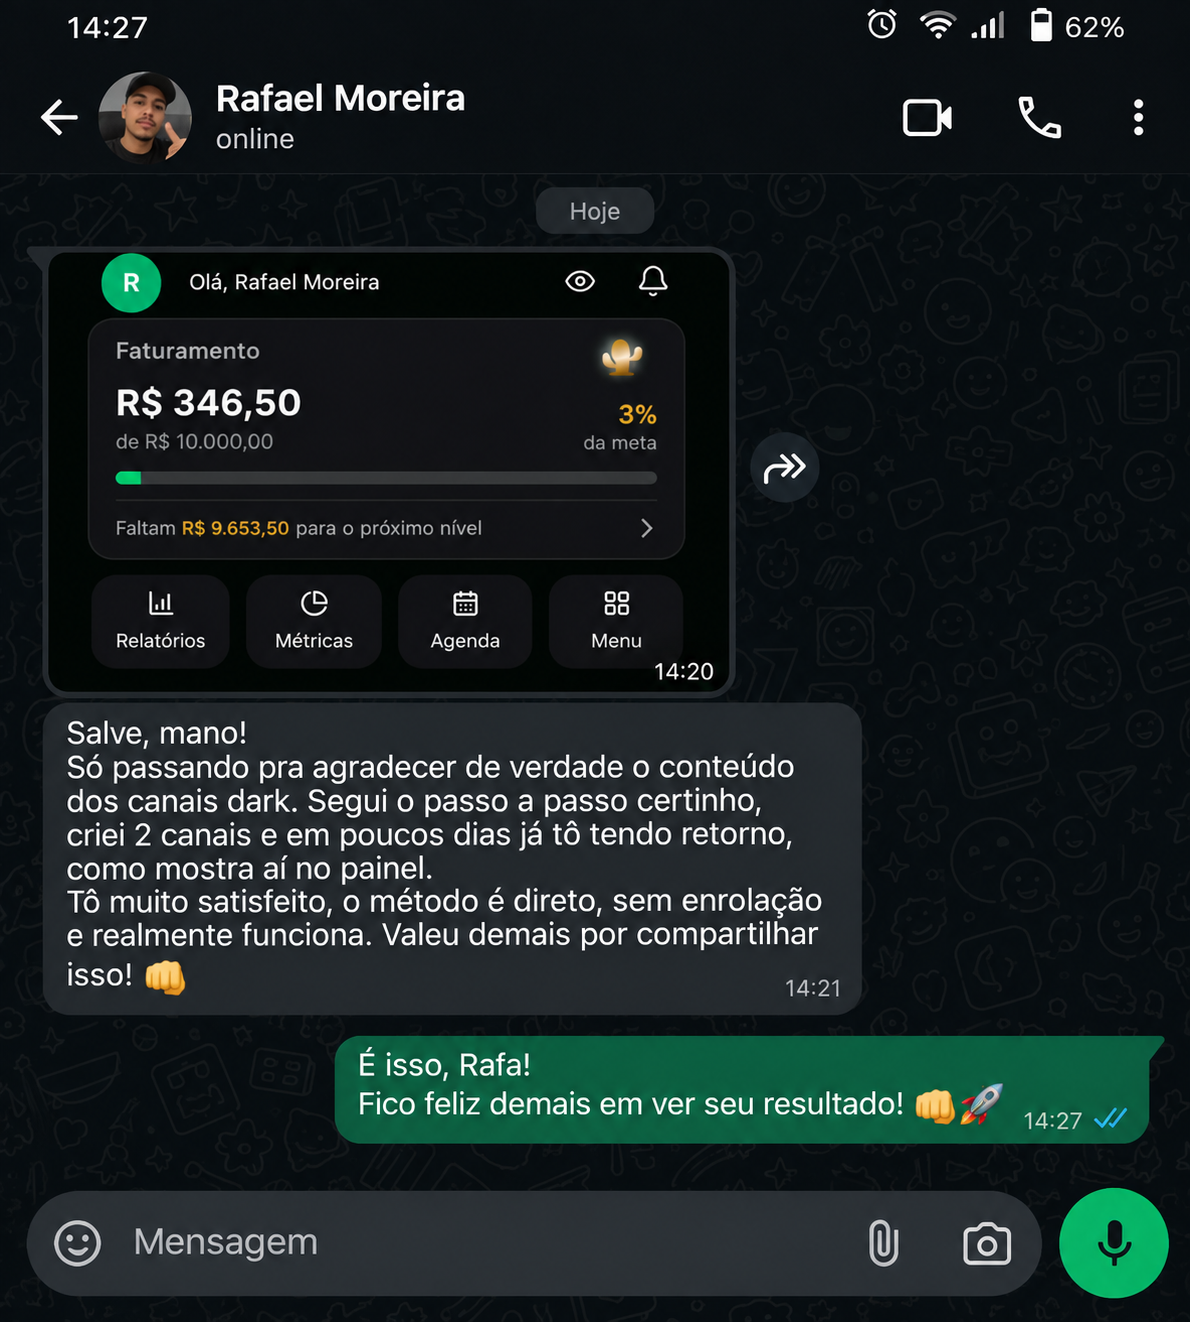 14:27
62%
Rafael Moreira
online
Hoje
R
Olá, Rafael Moreira
Faturamento
R$ 346,50
3%
de R$ 10.000,00
da meta
Faltam R$ 9.653,50 para o próximo nível
Relatórios
Métricas
Agenda
Menu
14:20
Salve, mano!
Só passando pra agradecer de verdade o conteúdo
dos canais dark. Segui o passo a passo certinho,
criei 2 canais e em poucos dias já tô tendo retorno,
como mostra aí no painel.
Tô muito satisfeito, o método é direto, sem enrolação
e realmente funciona. Valeu demais por compartilhar
isso! 👊
14:21
É isso, Rafa!
Fico feliz demais em ver seu resultado! 👊🚀
14:27
Mensagem